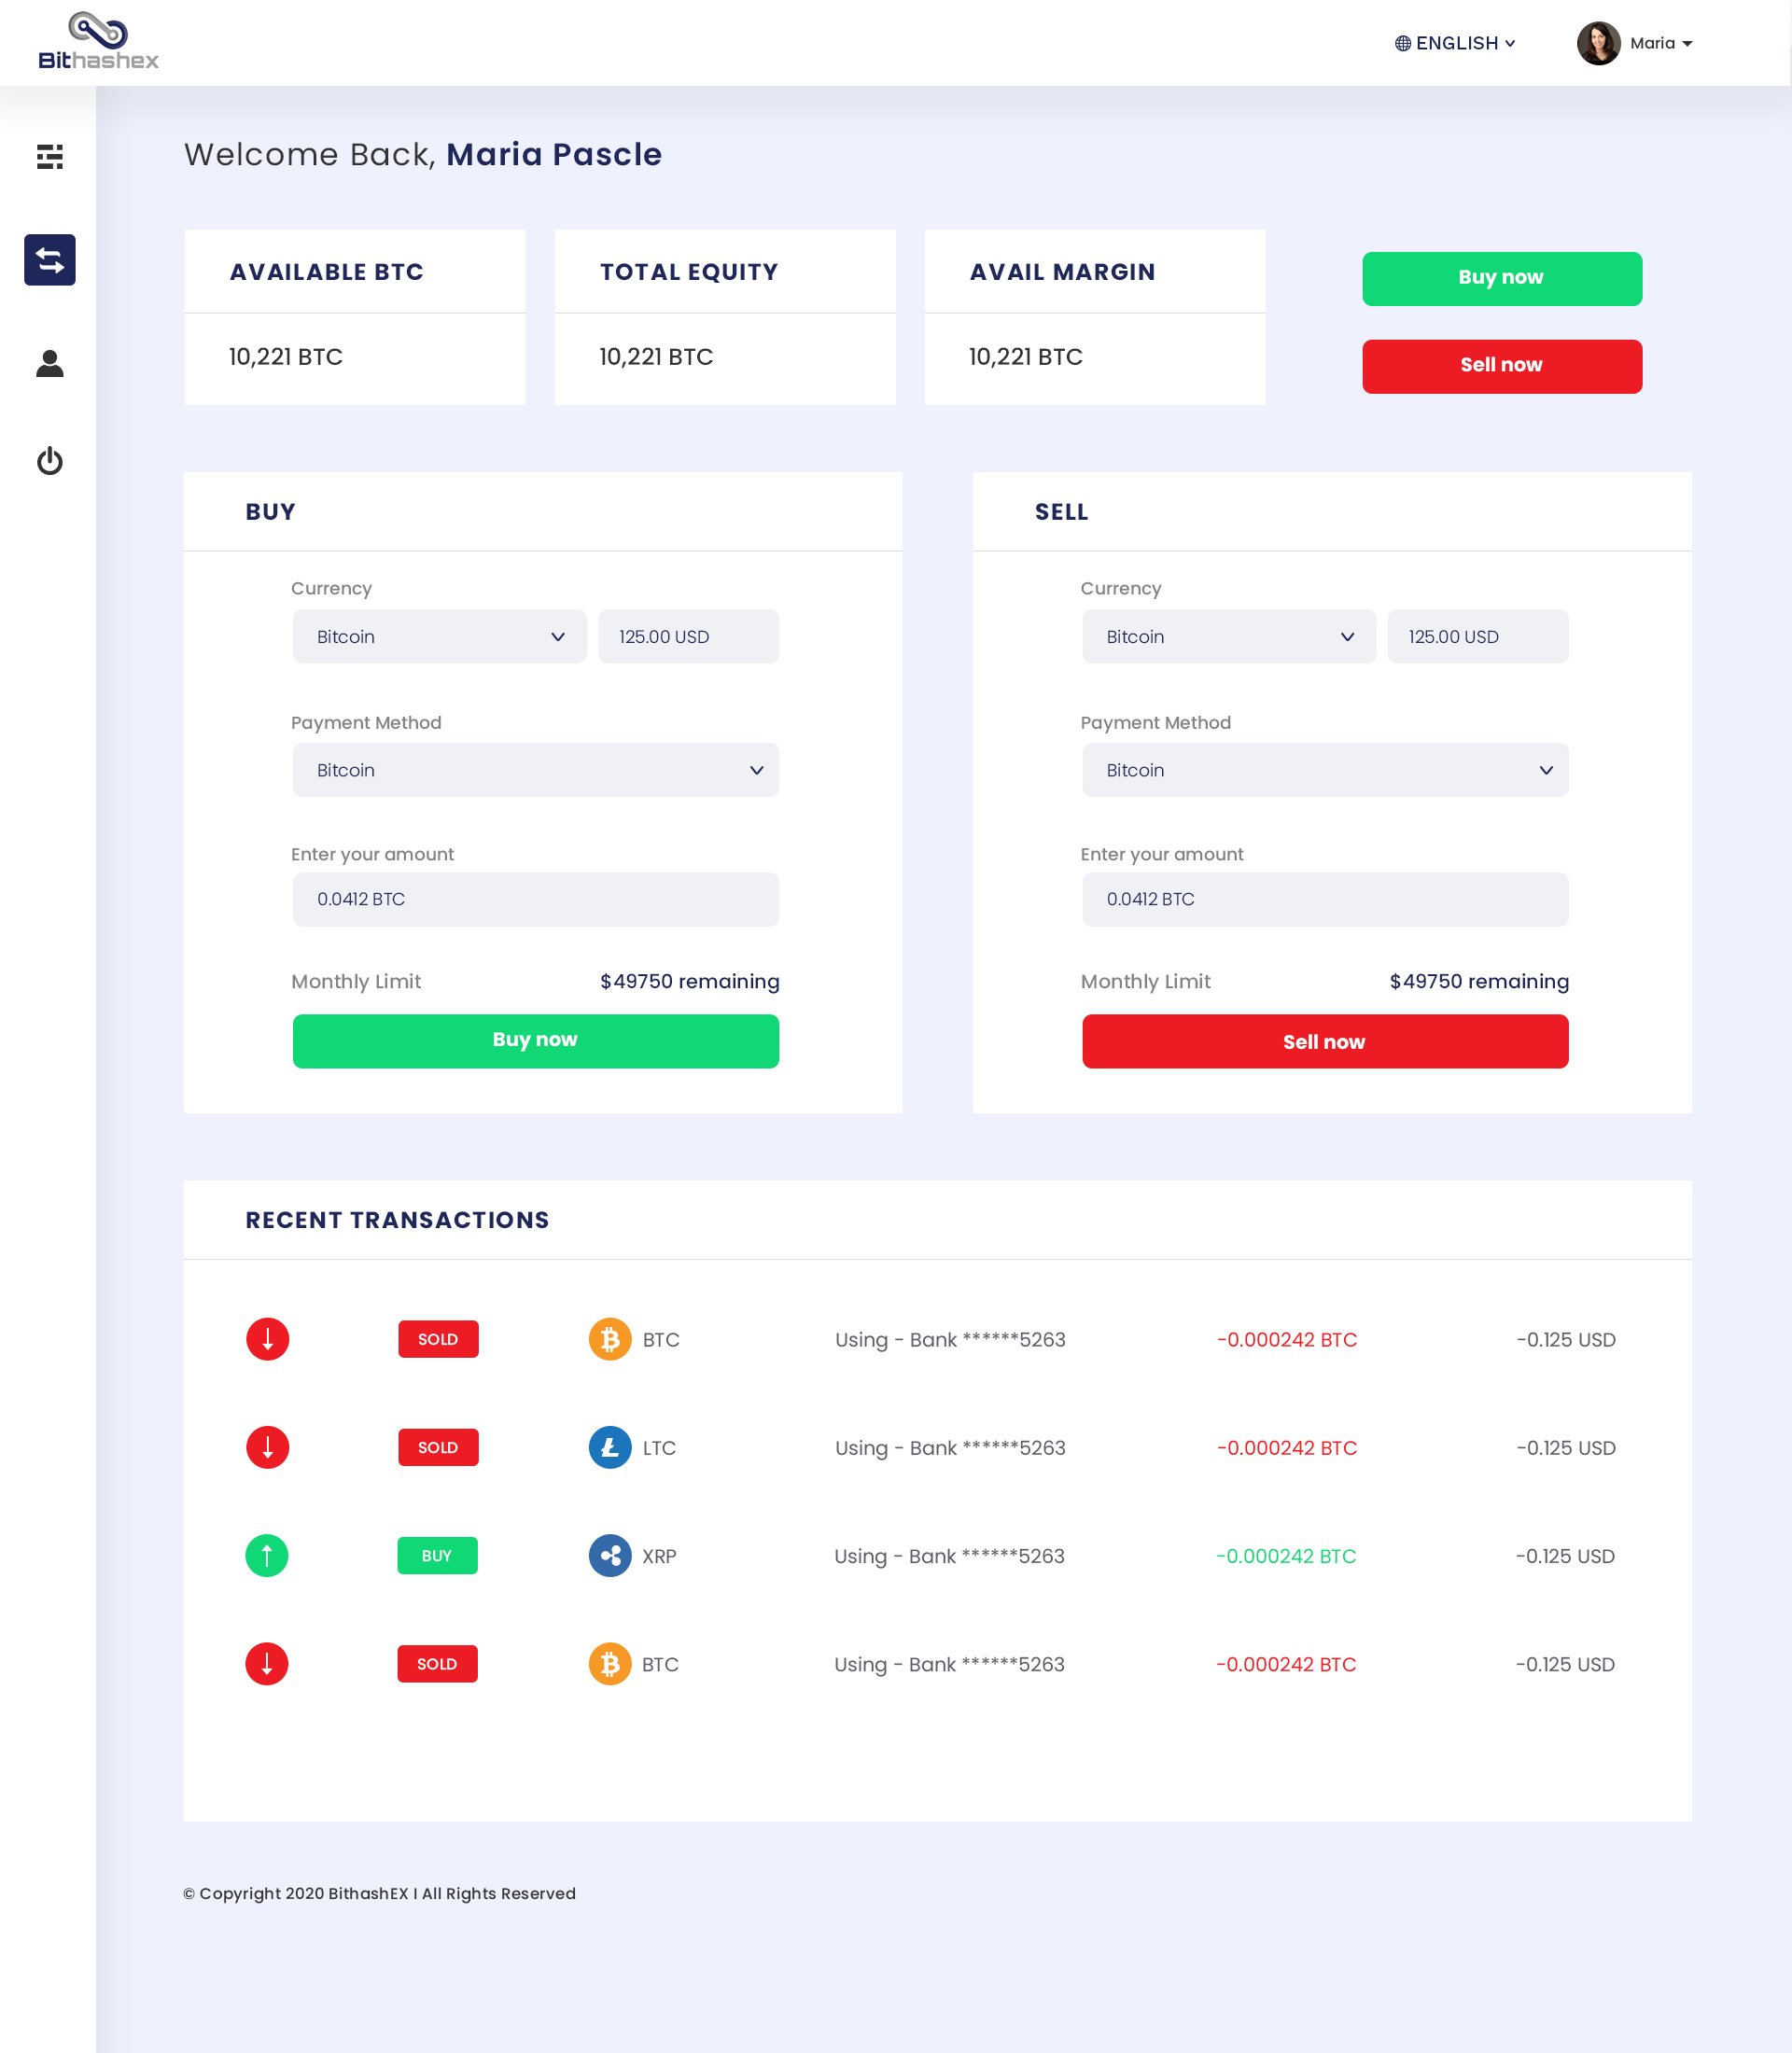 Bithashex
ENGLISH
Maria
Welcome Back, Maria Pascle
AVAILABLE BTC
10,221 BTC
TOTAL EQUITY
10,221 BTC
AVAIL MARGIN
10,221 BTC
Buy now
Sell now
BUY
Currency
Bitcoin 125.00 USD
Payment Method
Bitcoin
Enter your amount
0.0412 BTC
Monthly Limit $49750 remaining
Buy now
SELL
Currency
Bitcoin 125.00 USD
Payment Method
Bitcoin
Enter your amount
0.0412 BTC
Monthly Limit $49750 remaining
Sell now
RECENT TRANSACTIONS
SOLD BTC Using - Bank ******5263 -0.000242 BTC -0.125 USD
SOLD LTC Using - Bank ******5263 -0.000242 BTC -0.125 USD
BUY XRP Using - Bank ******5263 -0.000242 BTC -0.125 USD
SOLD BTC Using - Bank ******5263 -0.000242 BTC -0.125 USD
© Copyright 2020 BithashEX I All Rights Reserved